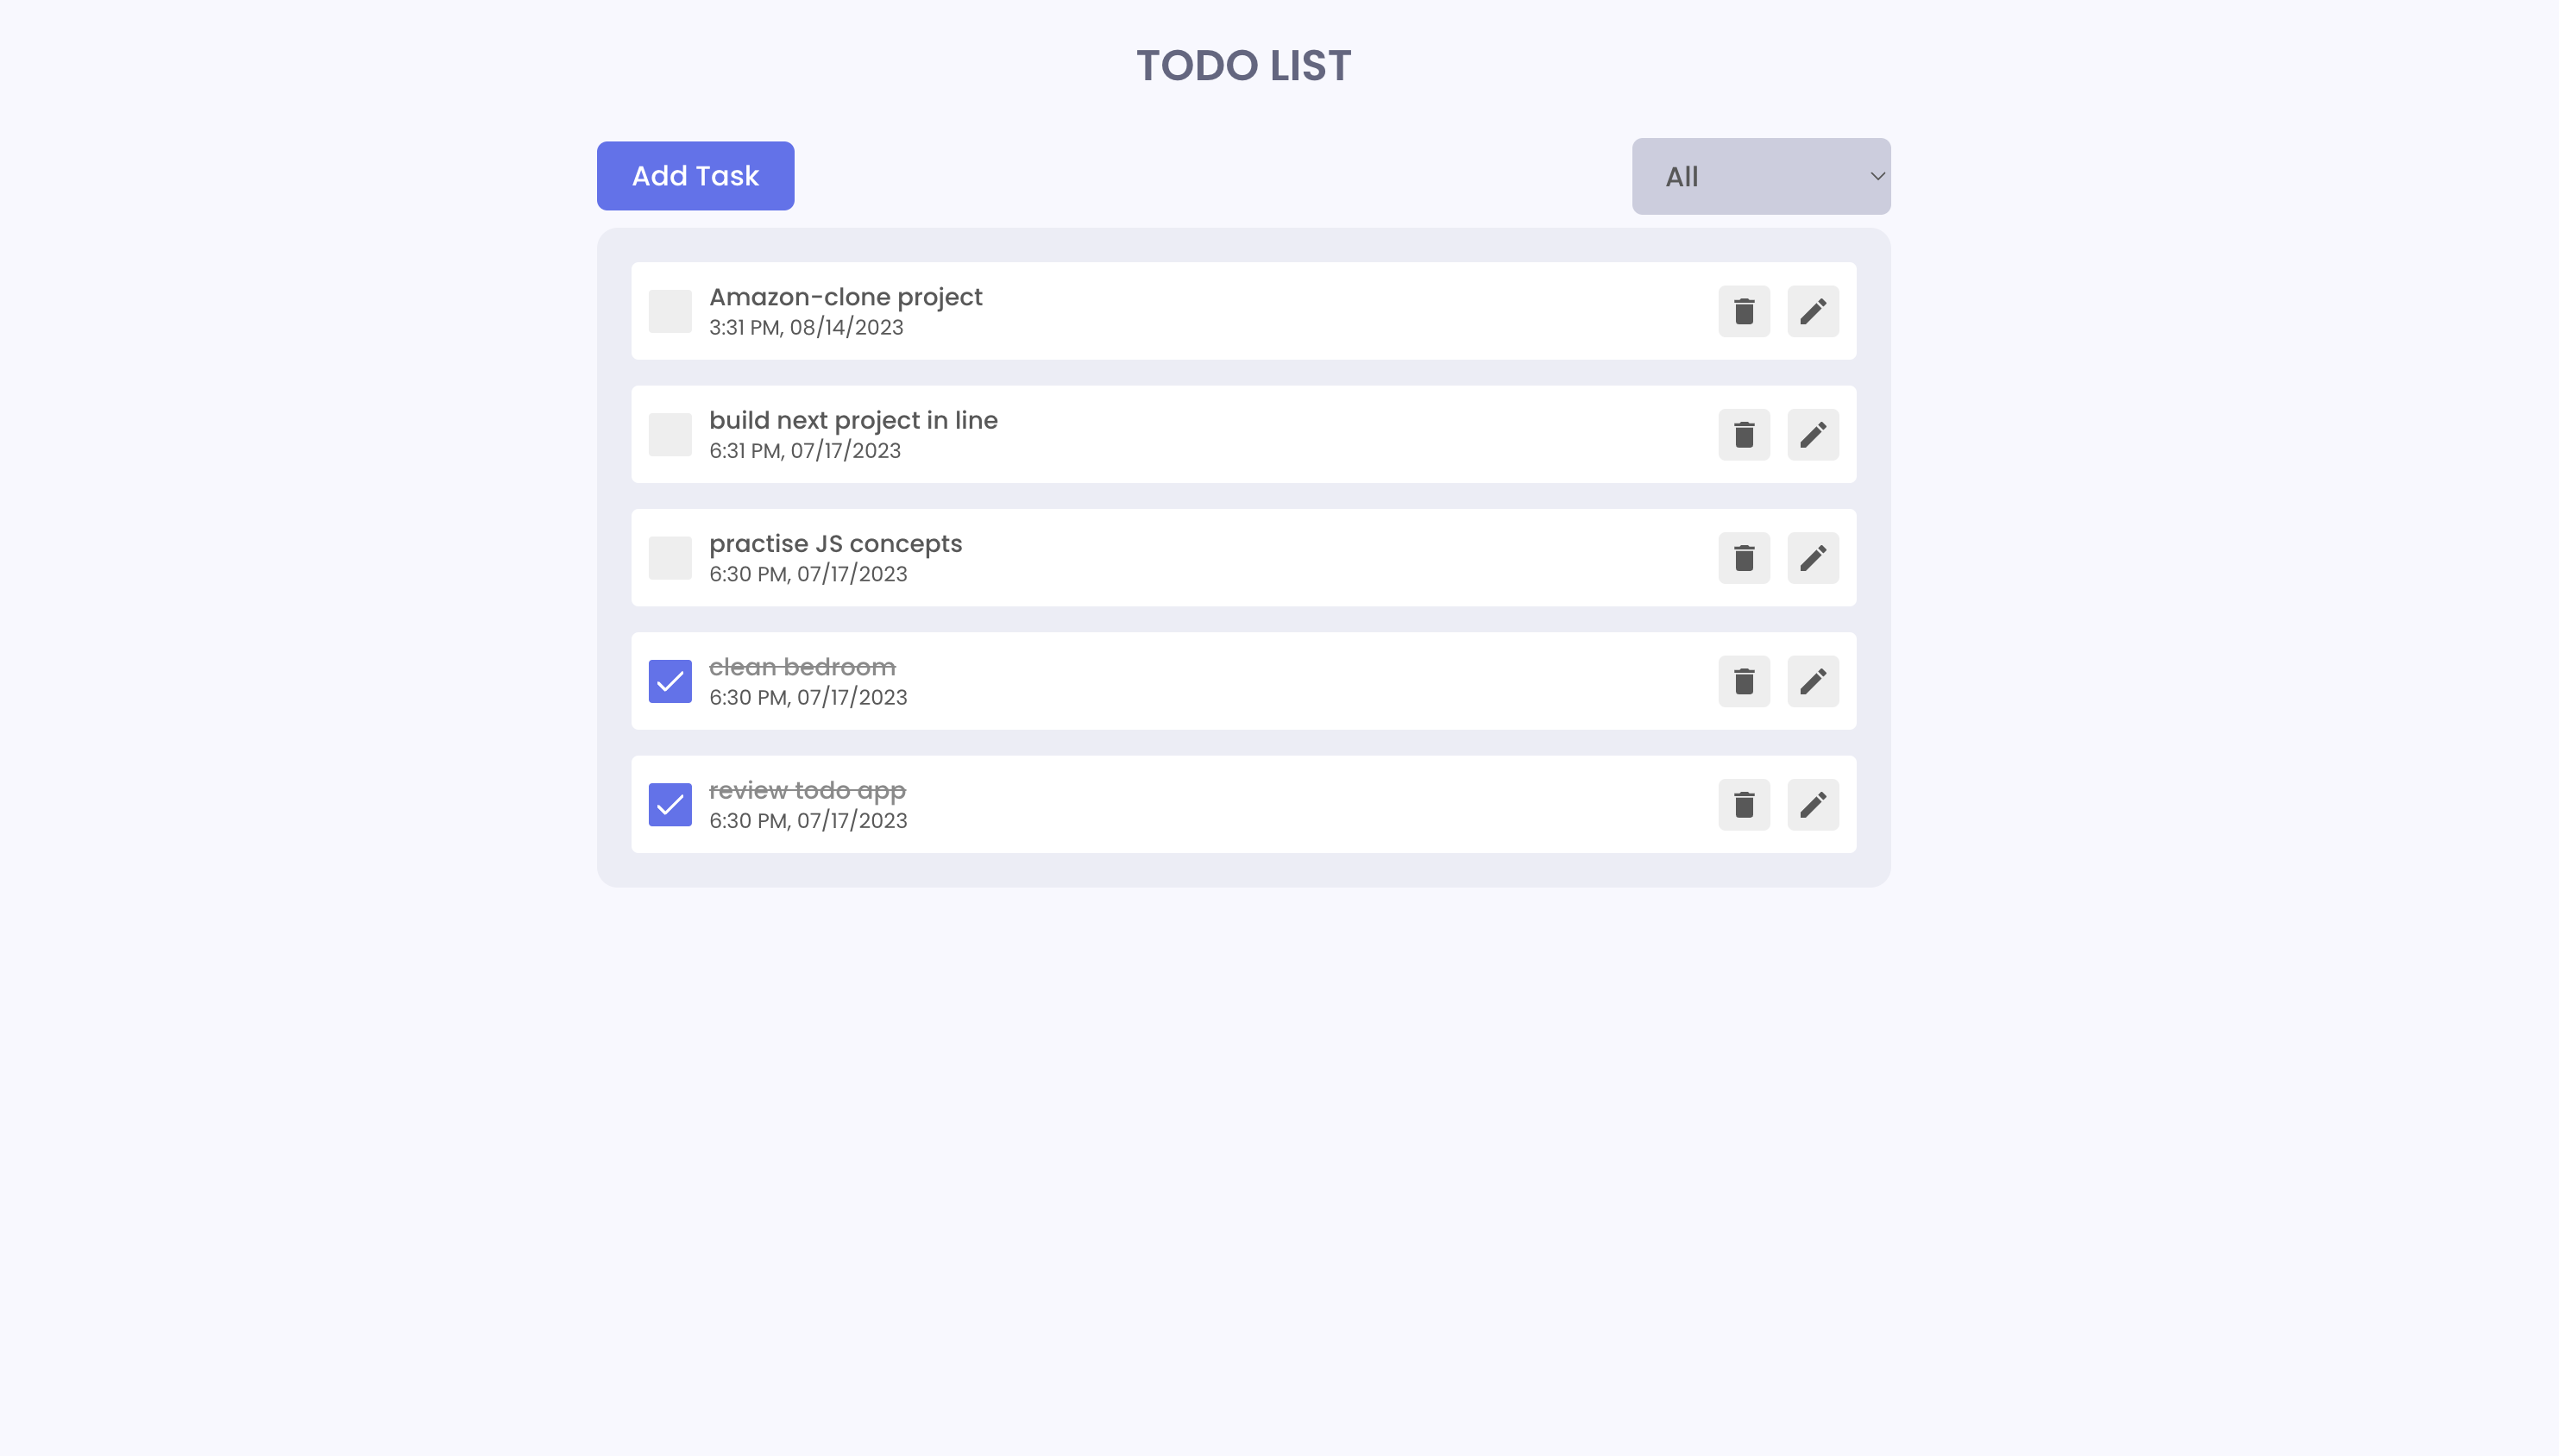 TODO LIST
Add Task
All
Amazon-clone project
3:31 PM, 08/14/2023
build next project in line
6:31 PM, 07/17/2023
practise JS concepts
6:30 PM, 07/17/2023
clean bedroom
6:30 PM, 07/17/2023
review todo app
6:30 PM, 07/17/2023